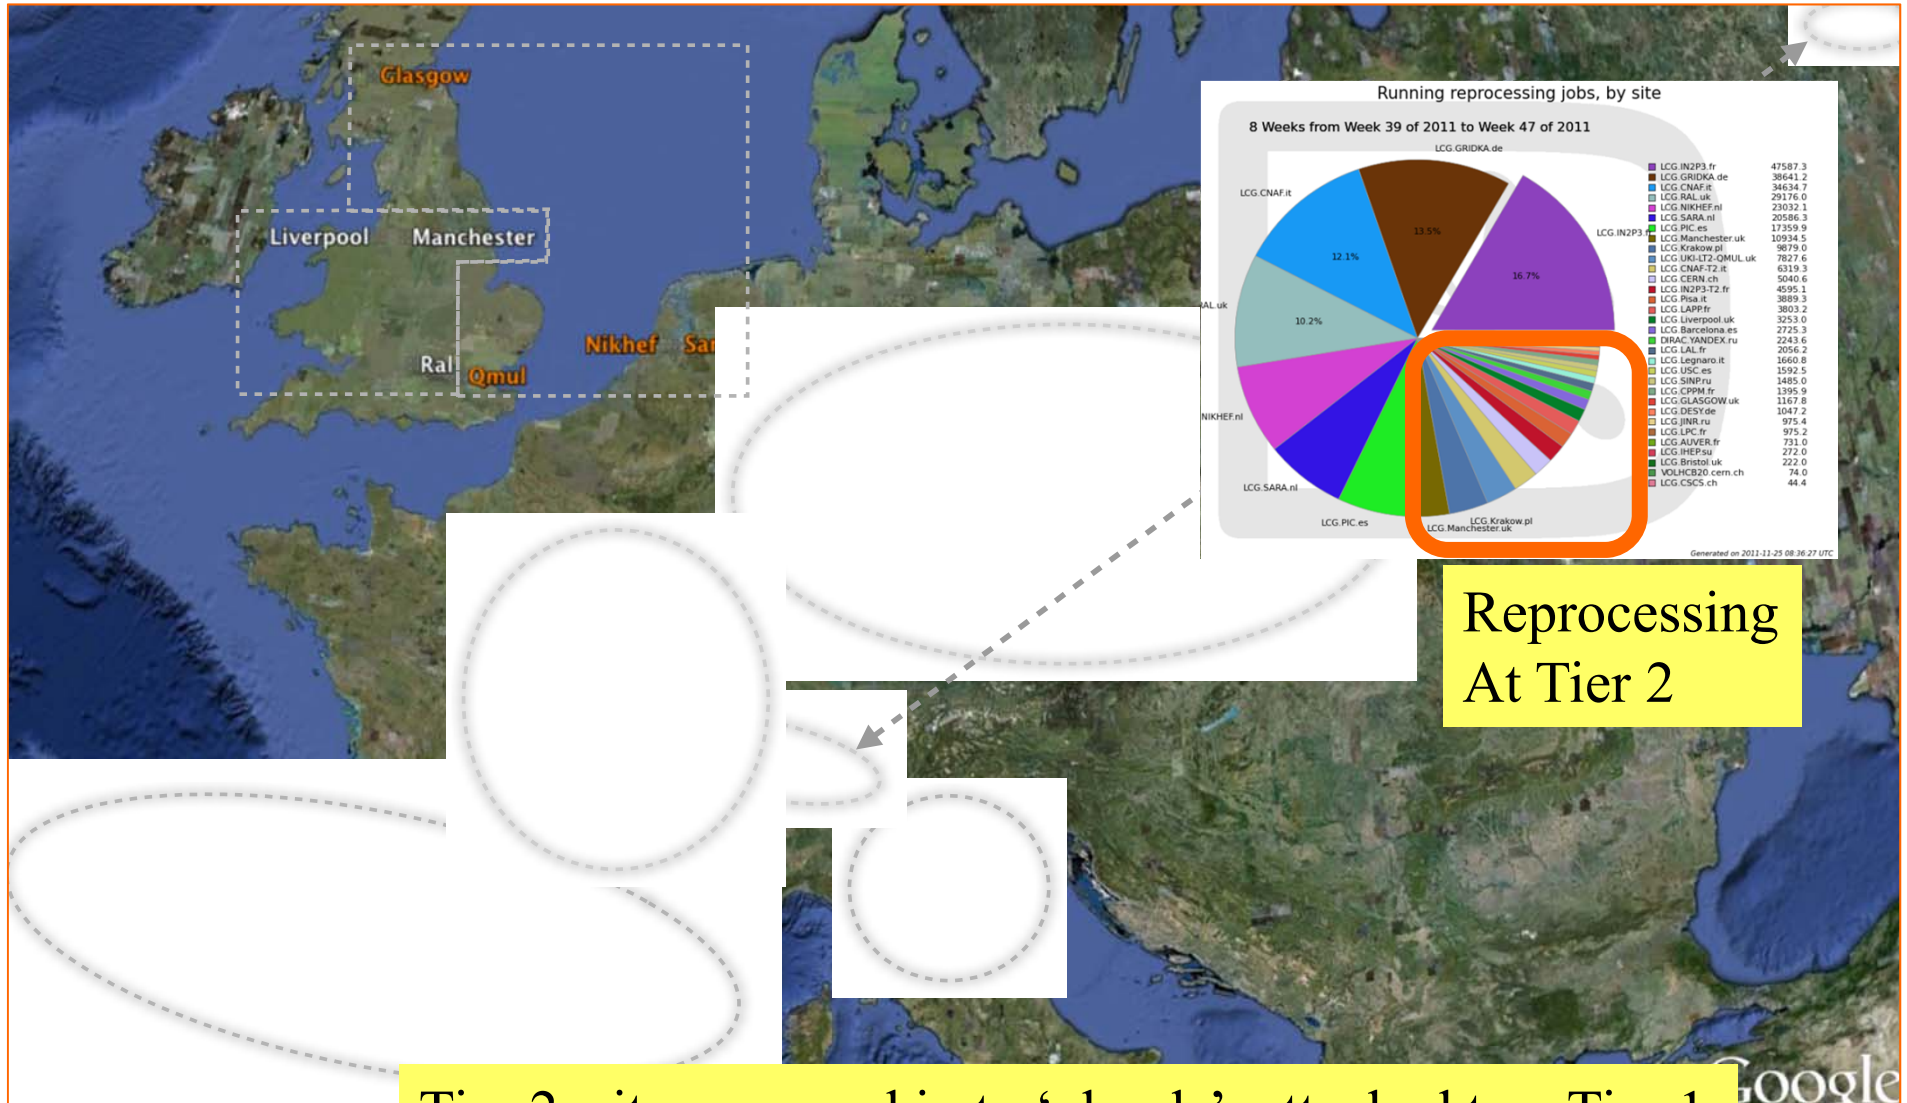 Glasgow
Liverpool Manchester
Ral Qmul
Nikhef
Running reprocessing jobs, by site
8 Weeks from Week 39 of 2011 to Week 47 of 2011
LCG.GRIDKA.de
LCG.CNAF.it
LCG.IN2P3.f
AL.uk
NIKHEF.nl
LCG.SARA.nl
LCG.PIC.es
LCG.Manchester.uk
LCG.Krakow.pl
13.5%
12.1%
16.7%
10.2%
LCG.IN2P3.fr 47587.3
LCG.GRIDKA.de 38641.2
LCG.CNAF.it 34634.7
LCG.RAL.uk 29176.0
LCG.NIKHEF.nl 23032.1
LCG.SARA.nl 20586.3
LCG.PIC.es 17359.9
LCG.Manchester.uk 10934.5
LCG.Krakow.pl 9879.0
LCG.UKI-LT2-QMUL.uk 7827.6
LCG.CNAF-T2.it 6319.3
LCG.CERN.ch 5040.6
LCG.IN2P3-T2.fr 4595.1
LCG.Pisa.it 3889.3
LCG.LAPP.fr 3803.2
LCG.Liverpool.uk 3253.0
LCG.Barcelona.es 2725.3
DIRAC.YANDEX.ru 2243.6
LCG.LAL.fr 2056.2
LCG.Legnaro.it 1660.8
LCG.USC.es 1592.5
LCG.SINP.ru 1485.0
LCG.CPPM.fr 1395.9
LCG.GLASGOW.uk 1167.8
LCG.DESY.de 1047.2
LCG.JINR.ru 975.4
LCG.LPC.fr 975.2
LCG.AUVER.fr 731.0
LCG.IHEP.su 272.0
LCG.Bristol.uk 222.0
VOLHCB20.cern.ch 74.0
LCG.CSCS.ch 44.4
Generated on 2011-11-25 08:36:27 UTC
Reprocessing
At Tier 2
Google